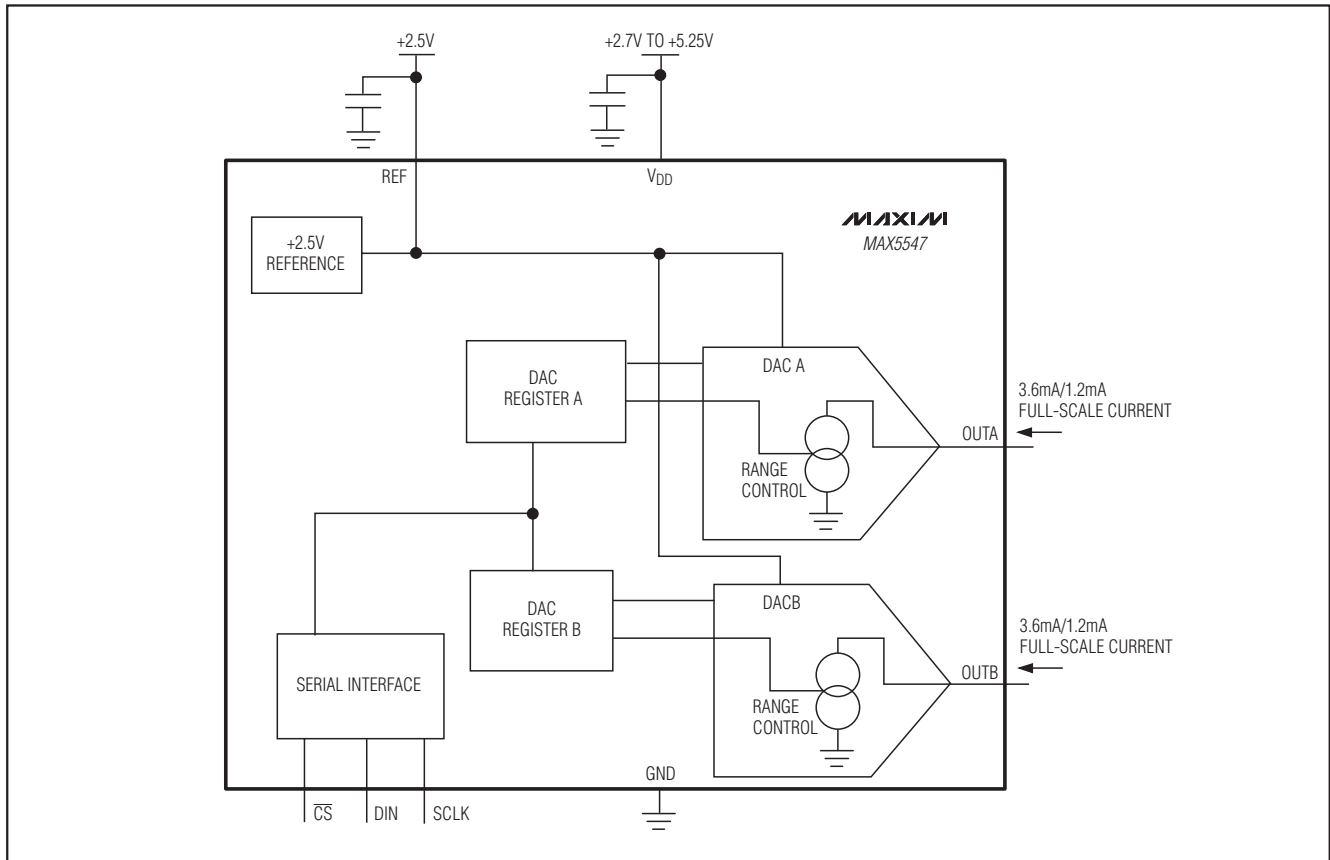 +2.5V
+2.7V TO +5.25V
REF
VDD
MAXIM
MAX5547
+2.5V
REFERENCE
DAC
REGISTER A
DAC A
RANGE
CONTROL
OUTA
3.6mA/1.2mA
FULL-SCALE CURRENT
DAC
REGISTER B
DACB
RANGE
CONTROL
OUTB
3.6mA/1.2mA
FULL-SCALE CURRENT
SERIAL INTERFACE
GND
C̅S̅
DIN
SCLK